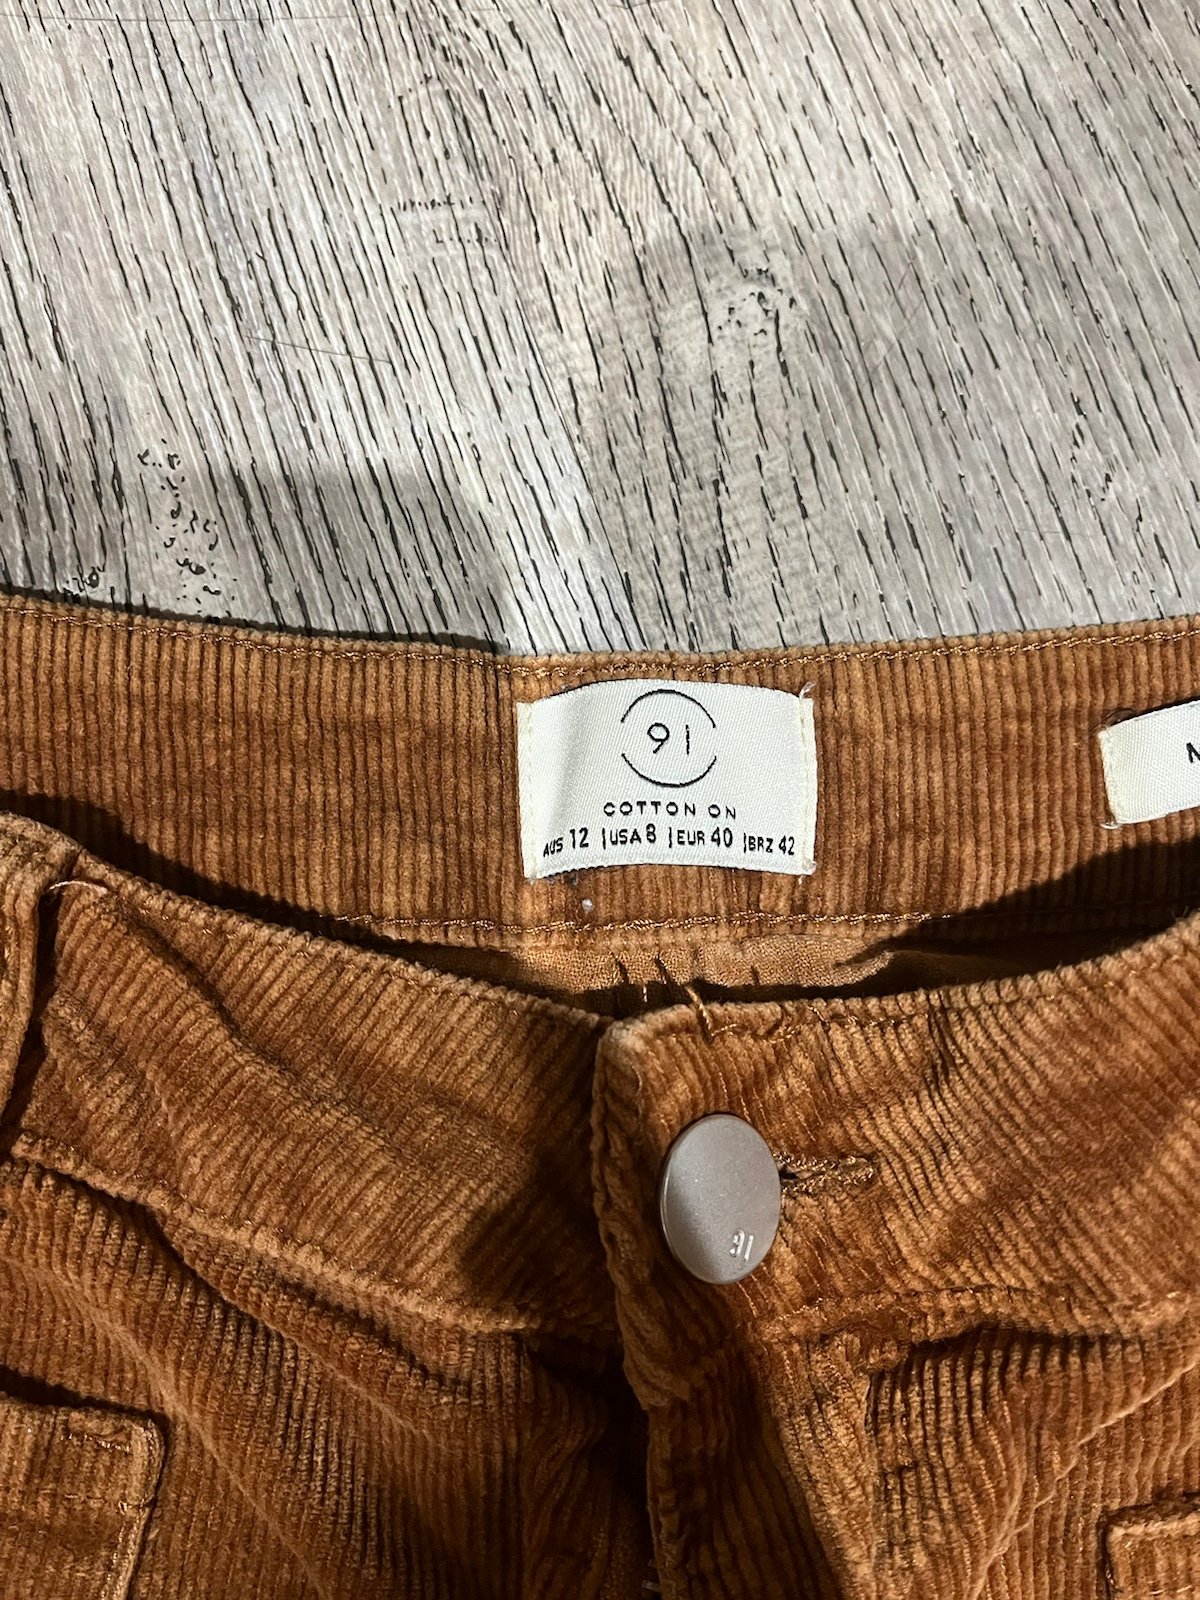 91
COTTON ON
AUS 12 | USA 8 | EUR 40 | BRZ 42
N
91